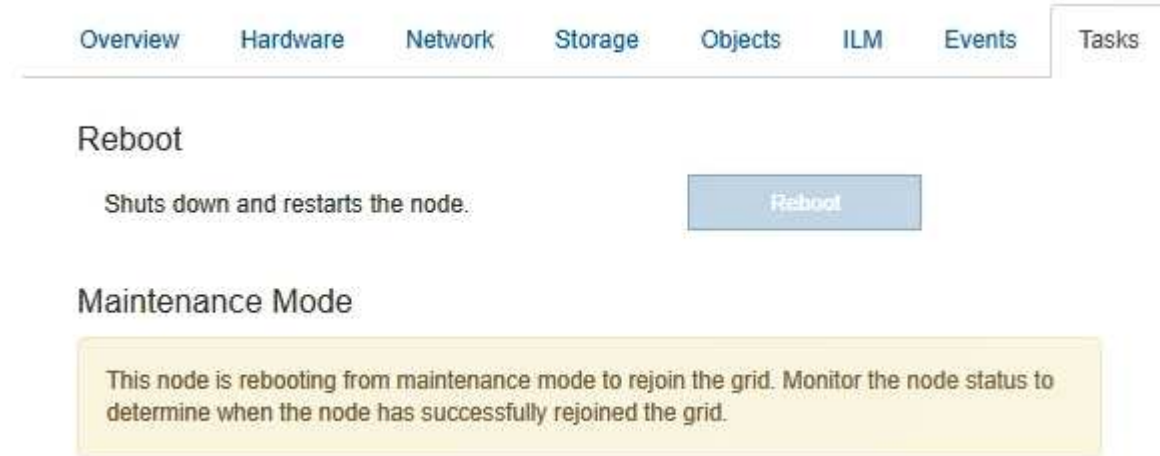 Overview Hardware Network Storage Objects ILM Events Tasks
Reboot
Shuts down and restarts the node. Reboot
Maintenance Mode
This node is rebooting from maintenance mode to rejoin the grid. Monitor the node status to
determine when the node has successfully rejoined the grid.